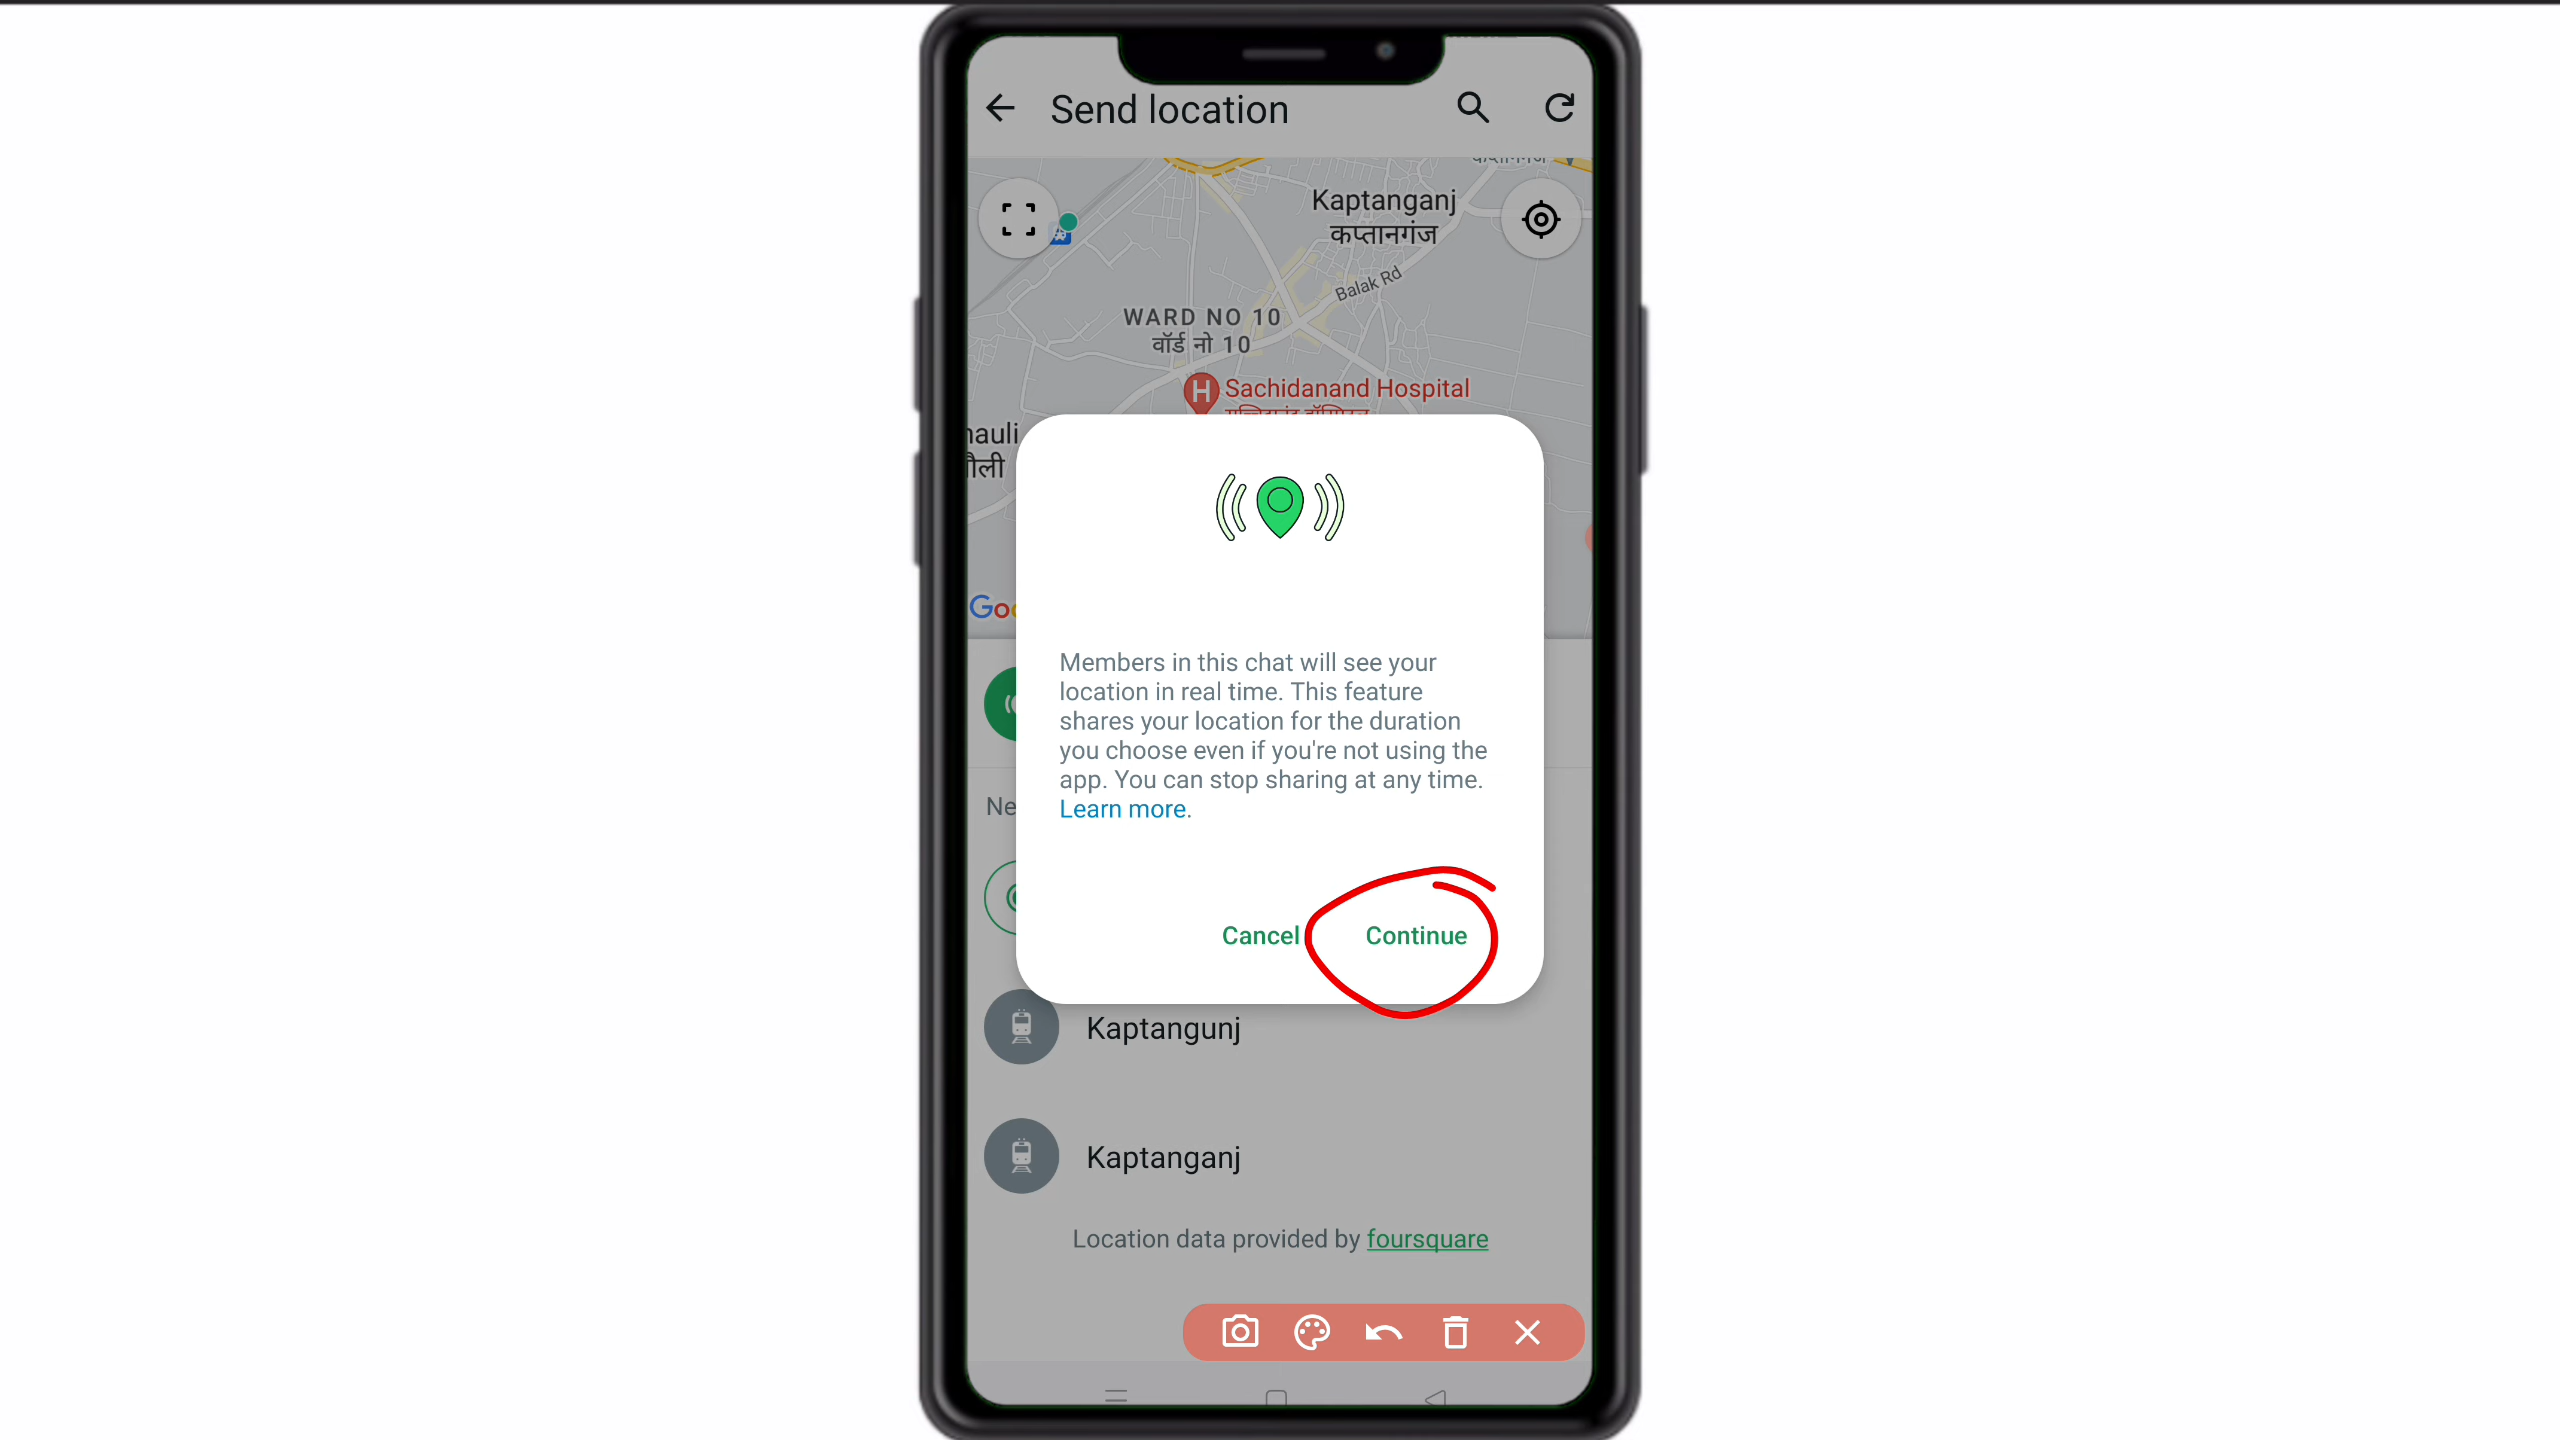 Send location
Kaptanganj
कप्तानगंज
Balak Rd
WARD NO 10
वॉर्ड नो 10
H
Sachidanand Hospital
Members in this chat will see your
location in real time. This feature
shares your location for the duration
you choose even if you're not using the
app. You can stop sharing at any time.
Learn more.
Cancel
Continue
Kaptangunj
Kaptanganj
Location data provided by foursquare